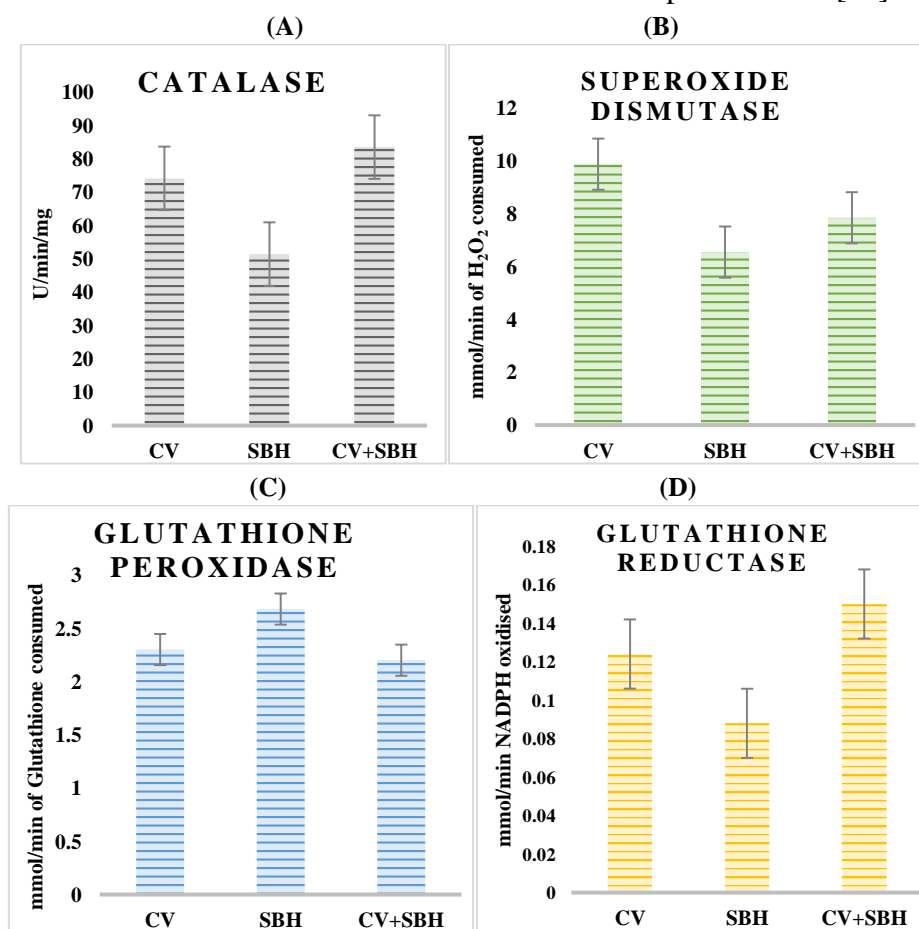 (A)
(B)
CATALASE
U/min/mg
100
90
80
70
60
50
40
30
20
10
0
CV SBH CV+SBH
SUPEROXIDE
DISMUTASE
mmol/min of H₂O₂ consumed
12
10
8
6
4
2
0
CV SBH CV+SBH
(C)
(D)
GLUTATHIONE
PEROXIDASE
mmol/min of Glutathione consumed
3
2.5
2
1.5
1
0.5
0
CV SBH CV+SBH
GLUTATHIONE
REDUCTASE
mmol/min NADPH oxidised
0.18
0.16
0.14
0.12
0.1
0.08
0.06
0.04
0.02
0
CV SBH CV+SBH